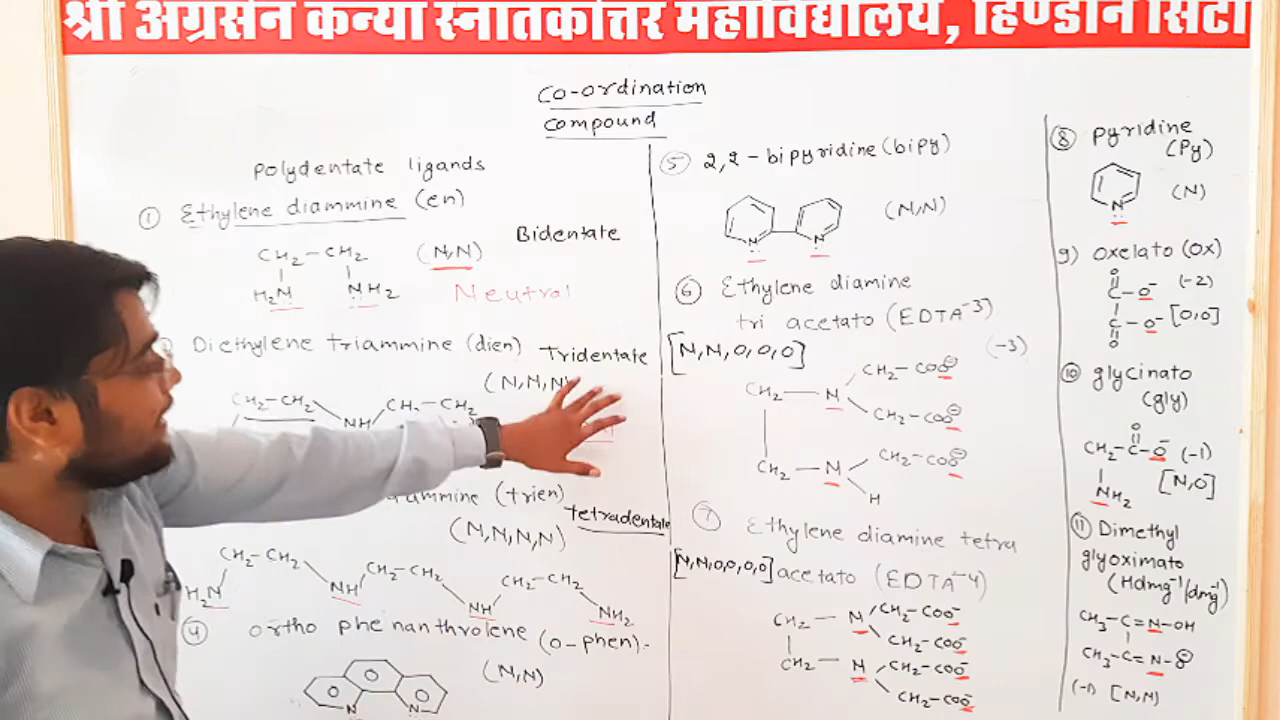 श्री अग्रसेन कन्या स्नातकोत्तर महाविद्यालय, हिण्डौन सिटी
Co-ordination
Compound
Polydentate ligands
① Ethylene diammine (en)
Bidentate
CH2-CH2 (N,N)
H2N NH2 Neutral
Diethylene triammine (dien) Tridentate
(N,N,N)
CH2-CH2 NH CH2-CH2
ammine (trien) tetradentate
(N,N,N,N)
H2N CH2-CH2 NH CH2-CH2 NH CH2-CH2 NH2
④ ortho phenanthrolene (o-phen).-
(N,N)
N N
⑤ 2,2-bipyridine (bipy)
(N,N)
N N
⑥ Ethylene diamine
tri acetato (EDTA-3)
[N,N,O,O,O] (-3)
CH2 — N CH2-COO⊖
CH2-COO⊖
CH2 — N CH2-COO⊖
H
⑦ Ethylene diamine tetra
[N,N,O,O,O,O] acetato (EDTA-4)
CH2 — N CH2-COO-
CH2-COO-
CH2 — N CH2-COO-
CH2-COO-
⑧ pyridine
(Py)
(N)
N
9) oxelato (ox)
O
C-O- (-2)
C-O- [O,O]
O
⑩ glycinato
(gly)
O
CH2-C-O- (-1)
NH2 [N,O]
⑪ Dimethyl
glyoximato
(Hdmg-1/dmg-1)
CH3-C=N-OH
CH3-C=N-O⊖
(-1) [N,N]